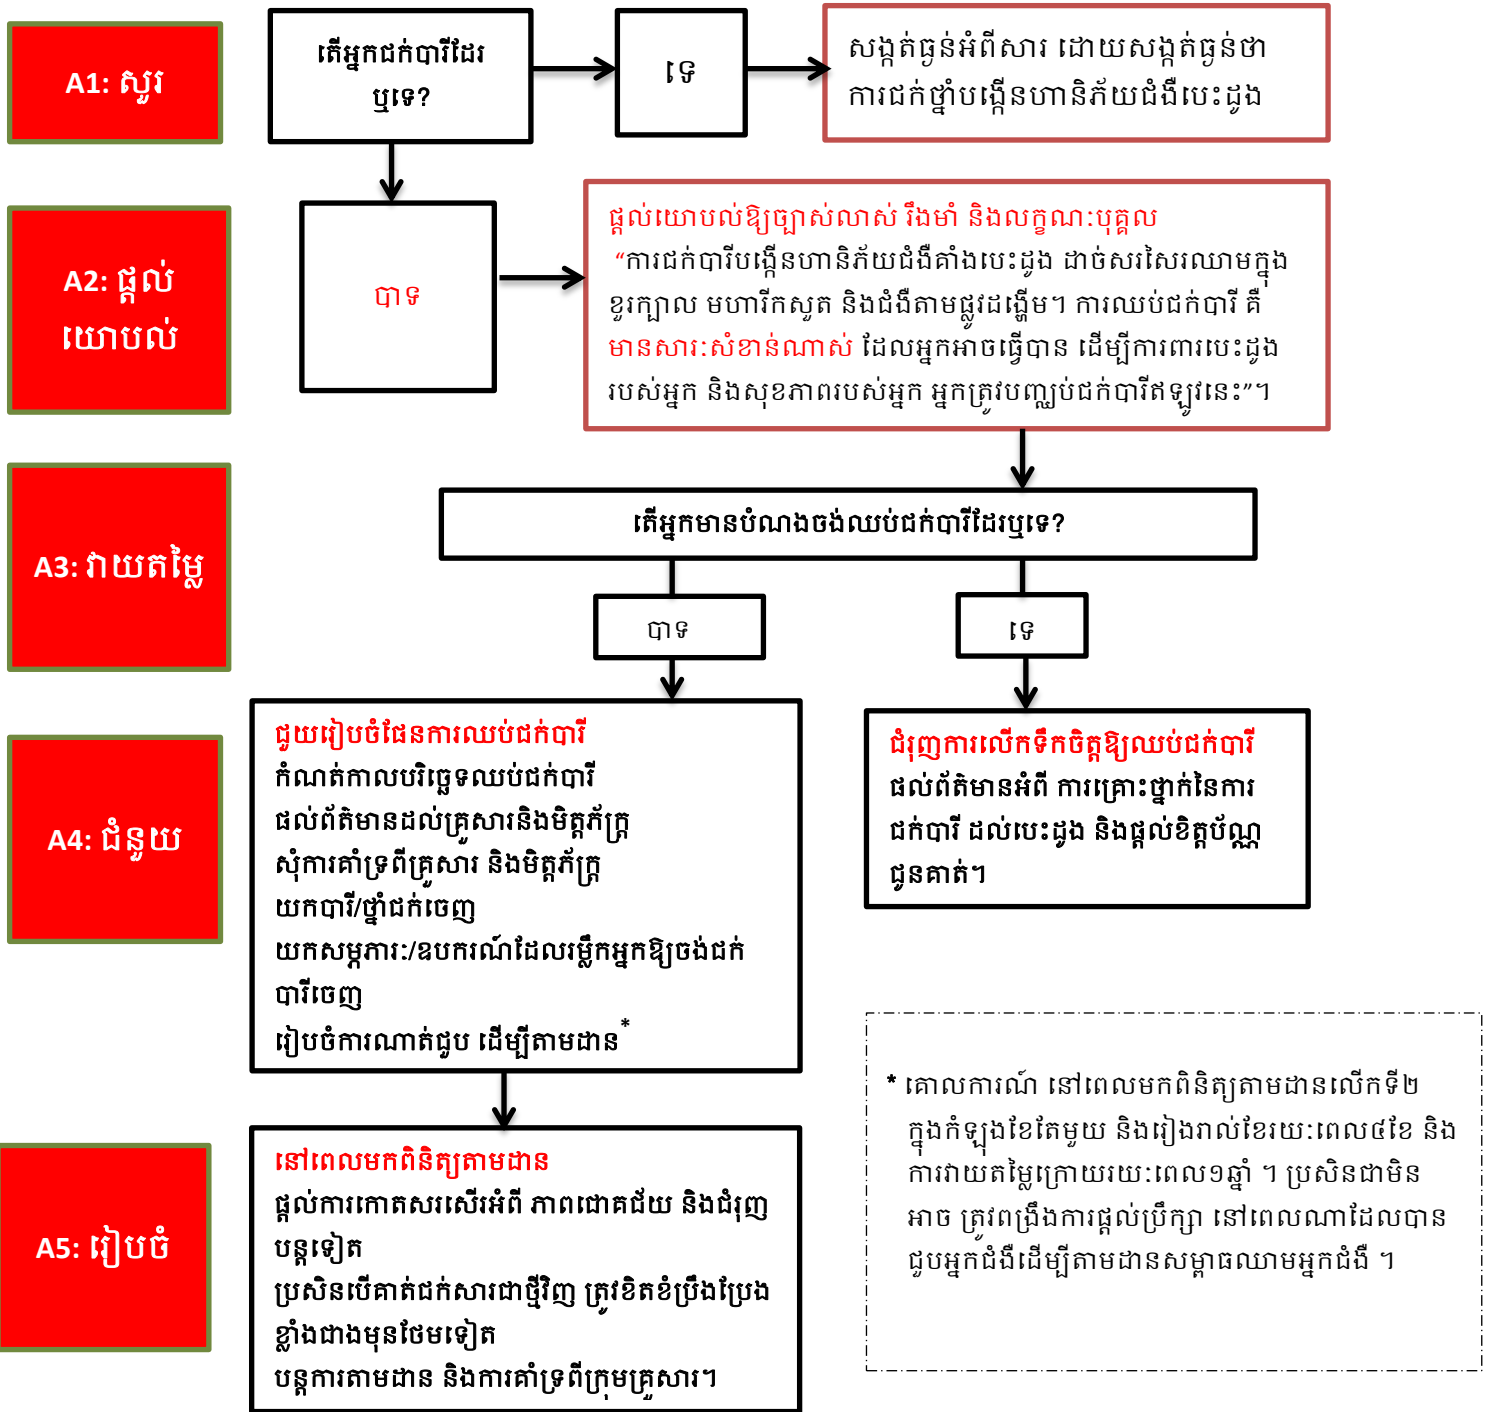 A1: សួរ
តើអ្នកជក់បារីដែរ
ឬទេ?
ទេ
សង្កត់ធ្ងន់អំពីសារ ដោយសង្កត់ធ្ងន់ថា
ការជក់ថ្នាំបង្កើនហានិភ័យជំងឺបេះដូង
A2: ផ្តល់
យោបល់
បាទ
ផ្តល់យោបល់ឱ្យច្បាស់លាស់ រឹងមាំ និងលក្ខណៈបុគ្គល
“ការជក់បារីបង្កើនហានិភ័យជំងឺគាំងបេះដូង ដាច់សរសៃរឈាមក្នុង
ខួរក្បាល មហារីកសួត និងជំងឺតាមផ្លូវដង្ហើម។ ការឈប់ជក់បារី គឺ
មានសារៈសំខាន់ណាស់ ដែលអ្នកអាចធ្វើបាន ដើម្បីការពារបេះដូង
របស់អ្នក និងសុខភាពរបស់អ្នក អ្នកត្រូវបញ្ឈប់ជក់បារីឥឡូវនេះ”។
A3: វាយតម្លៃ
តើអ្នកមានបំណងចង់ឈប់ជក់បារីដែរឬទេ?
បាទ
ទេ
A4: ជំនួយ
ជួយរៀបចំផែនការឈប់ជក់បារី
កំណត់កាលបរិច្ឆេទឈប់ជក់បារី
ផល់ព័ត៌មានដល់គ្រួសារនិងមិត្តភ័ក្ត្រ
សុំការគាំទ្រពីគ្រួសារ និងមិត្តភ័ក្ត្រ
យកបារី/ថ្នាំជក់ចេញ
យកសម្ភភារៈ/ឧបករណ៍ដែលរម្លឹកអ្នកឱ្យចង់ជក់
បារីចេញ
រៀបចំការណាត់ជួប ដើម្បីតាមដាន*
ជំរុញការលើកទឹកចិត្តឱ្យឈប់ជក់បារី
ផល់ព័ត៌មានអំពី ការគ្រោះថ្នាក់នៃការ
ជក់បារី ដល់បេះដូង និងផ្តល់ខិត្តប័ណ្ណ
ជូនគាត់។
* គោលការណ៍ នៅពេលមកពិនិត្យតាមដានលើកទី២
ក្នុងកំឡុងខែតែមួយ និងរៀងរាល់ខែរយៈពេល៤ខែ និង
ការវាយតម្លៃក្រោយរយៈពេល១ឆ្នាំ ។ ប្រសិនជាមិន
អាច ត្រូវពង្រឹងការផ្តល់ប្រឹក្សា នៅពេលណាដែលបាន
ជួបអ្នកជំងឺដើម្បីតាមដានសម្ពាធឈាមអ្នកជំងឺ ។
A5: រៀបចំ
នៅពេលមកពិនិត្យតាមដាន
ផ្តល់ការកោតសរសើរអំពី ភាពជោគជ័យ និងជំរុញ
បន្តទៀត
ប្រសិនបើគាត់ជក់សារជាថ្មីវិញ ត្រូវខិតខំប្រឹងប្រែង
ខ្លាំងជាងមុនថែមទៀត
បន្តការតាមដាន និងការគាំទ្រពីក្រុមគ្រួសារ។